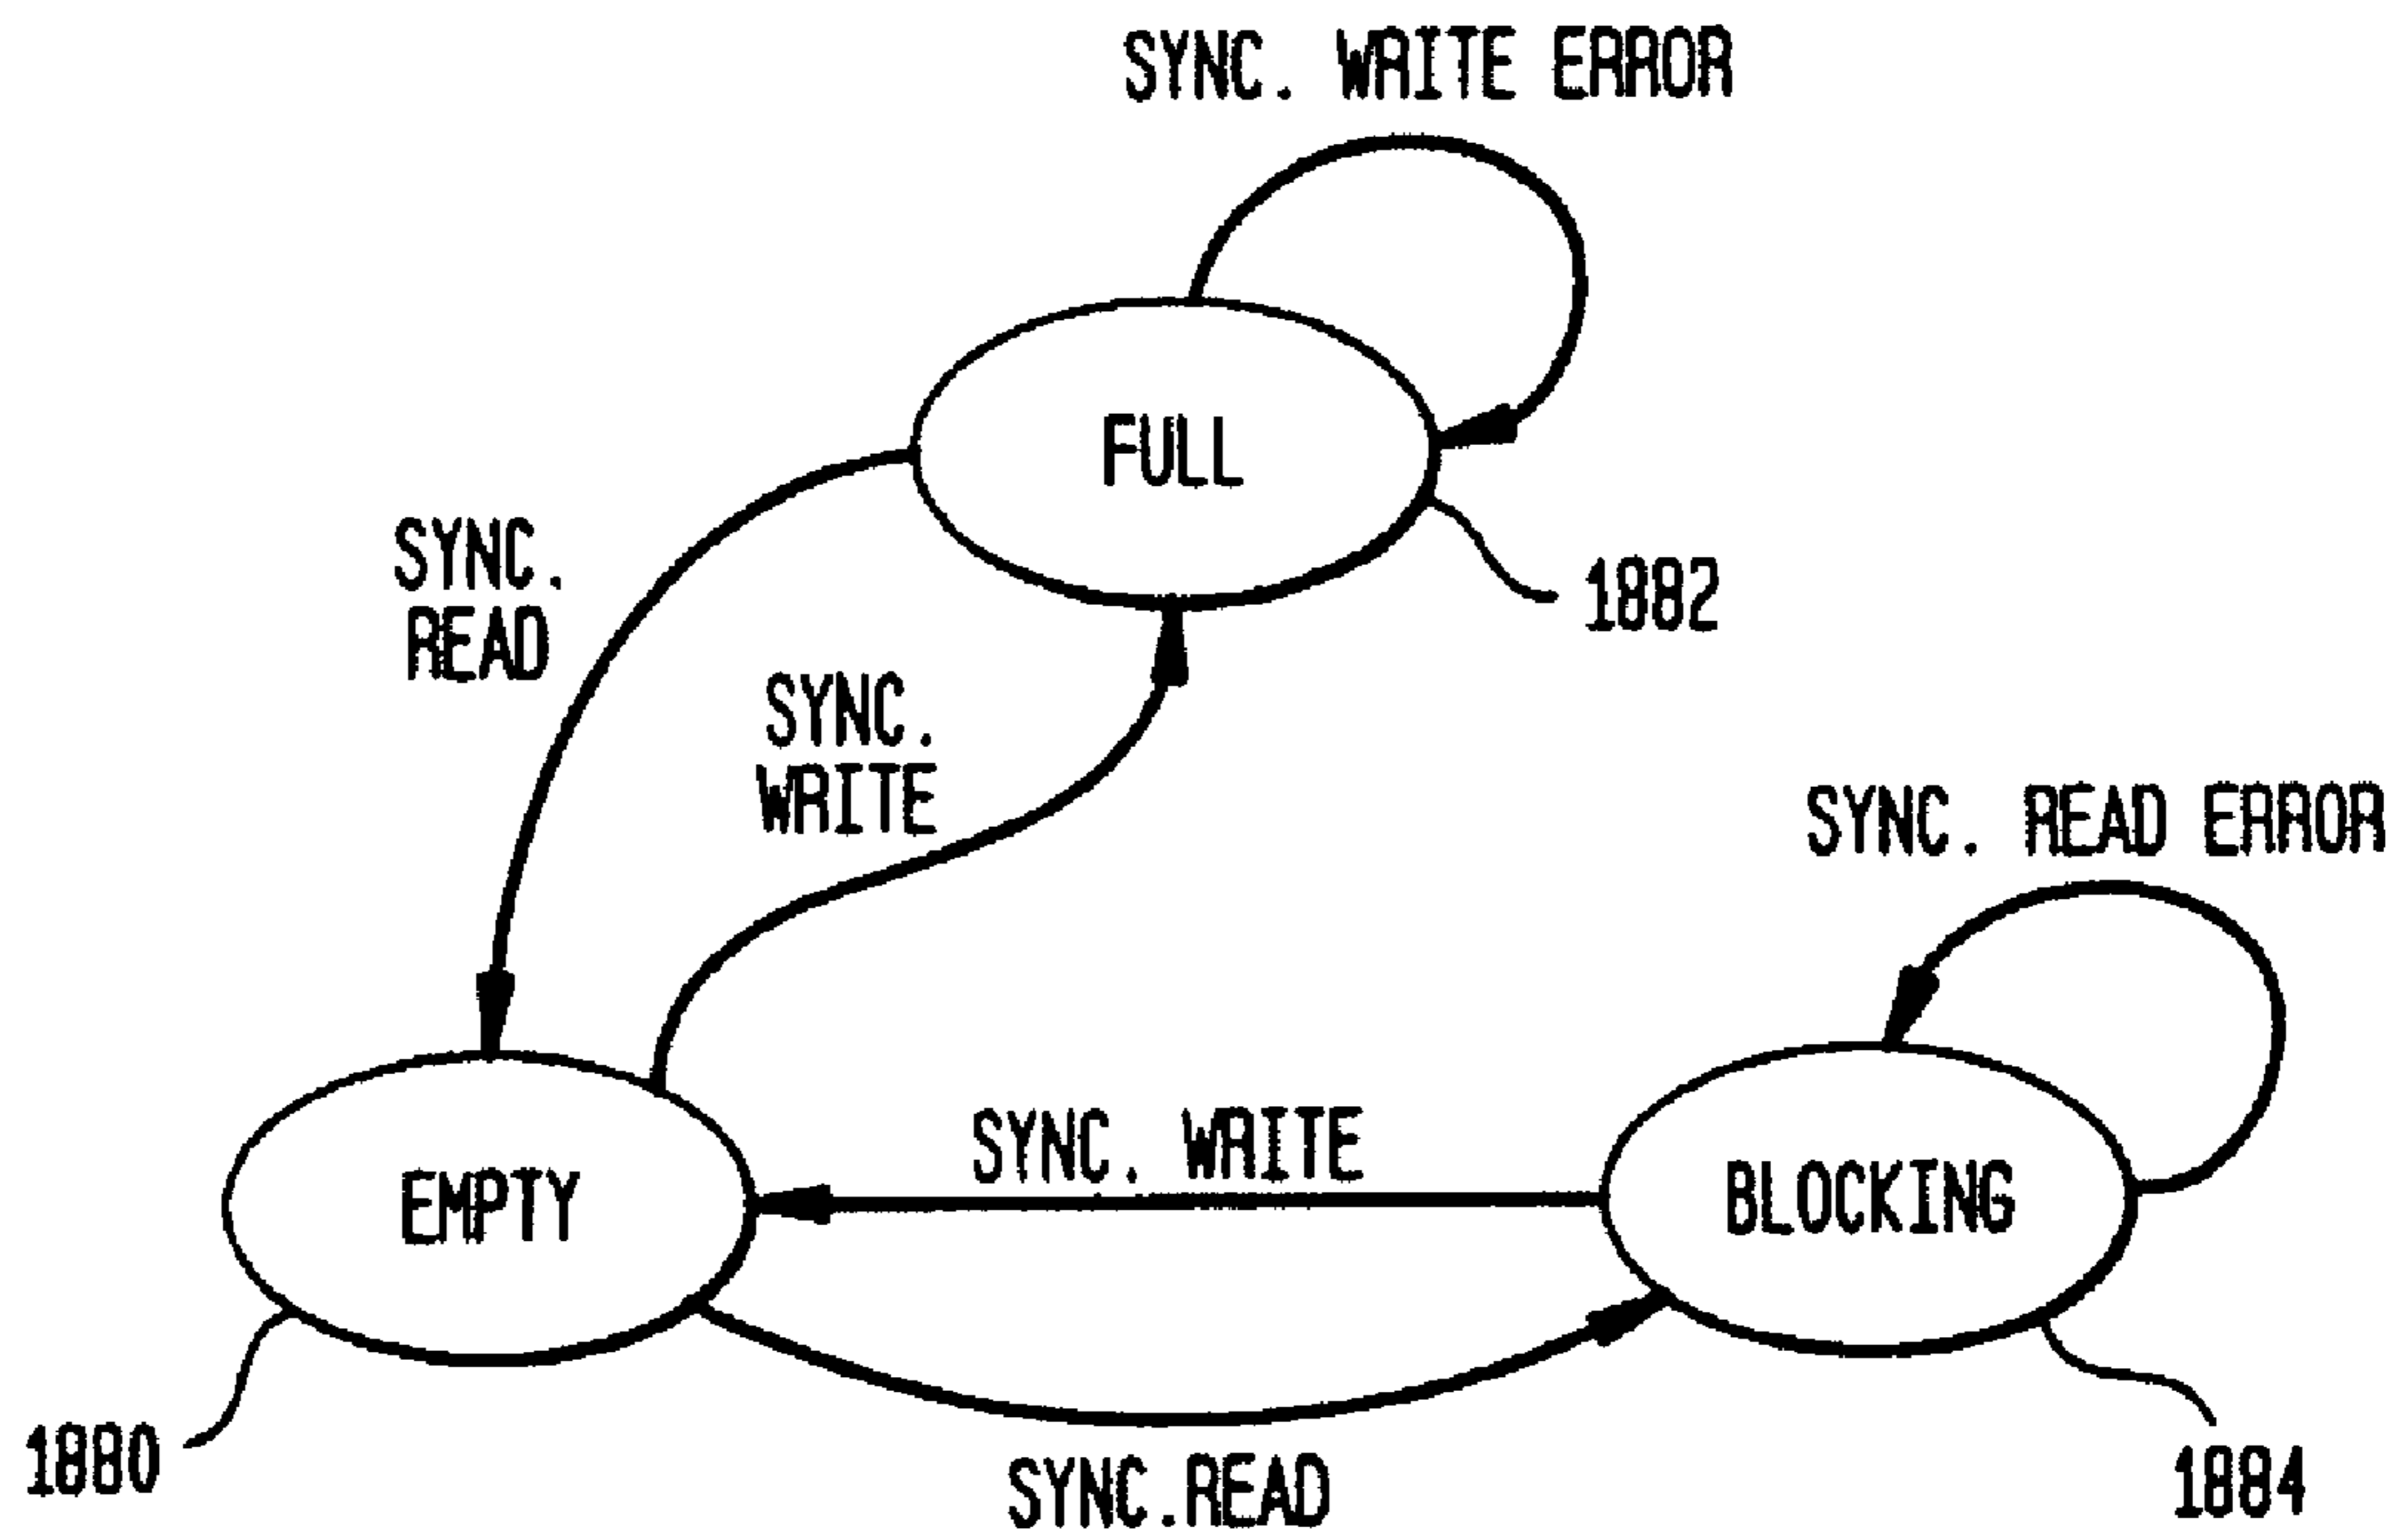 SYNC. WRITE ERROR
FULL
SYNC.
READ
1882
SYNC.
WRITE
SYNC. READ ERROR
SYNC. WRITE
EMPTY
BLOCKING
1880
SYNC.READ
1884